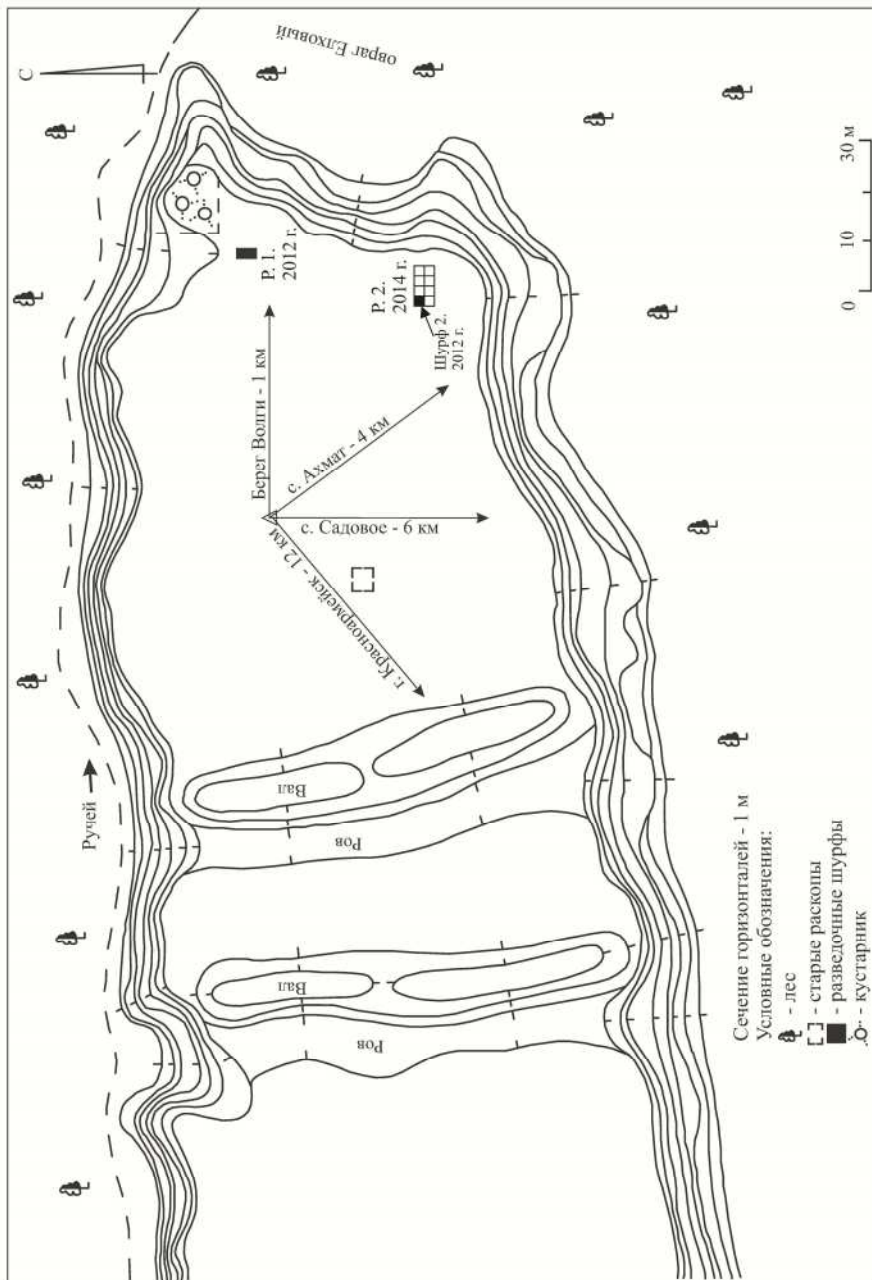 С
овраг Елховый
Ручей
Р. 1.
2012 г.
Р. 2.
2014 г.
Шурф 2.
2012 г.
Берег Волги - 1 км
с. Ахмат - 4 км
с. Садовое - 6 км
г. Красноармейск - 12 км
Вал
Ров
Вал
Ров
0
10
30 м
Сечение горизонталей - 1 м
Условные обозначения:
- лес
- старые раскопы
- разведочные шурфы
- кустарник